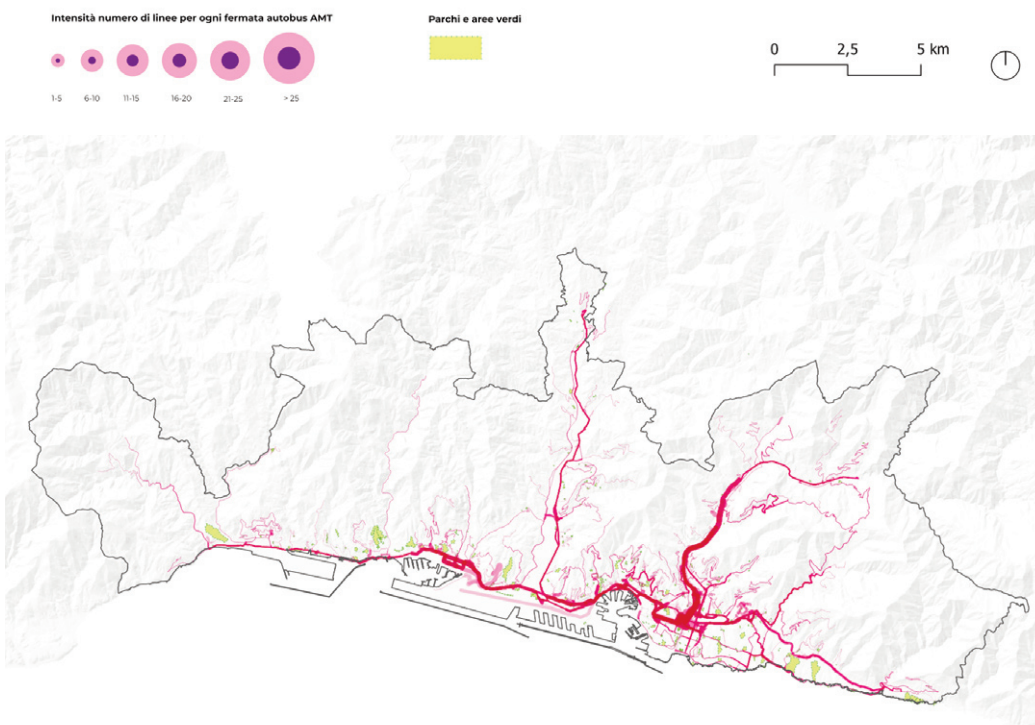 Intensità numero di linee per ogni fermata autobus AMT
1-5 6-10 11-15 16-20 21-25 > 25
Parchi e aree verdi
0 2,5 5 km